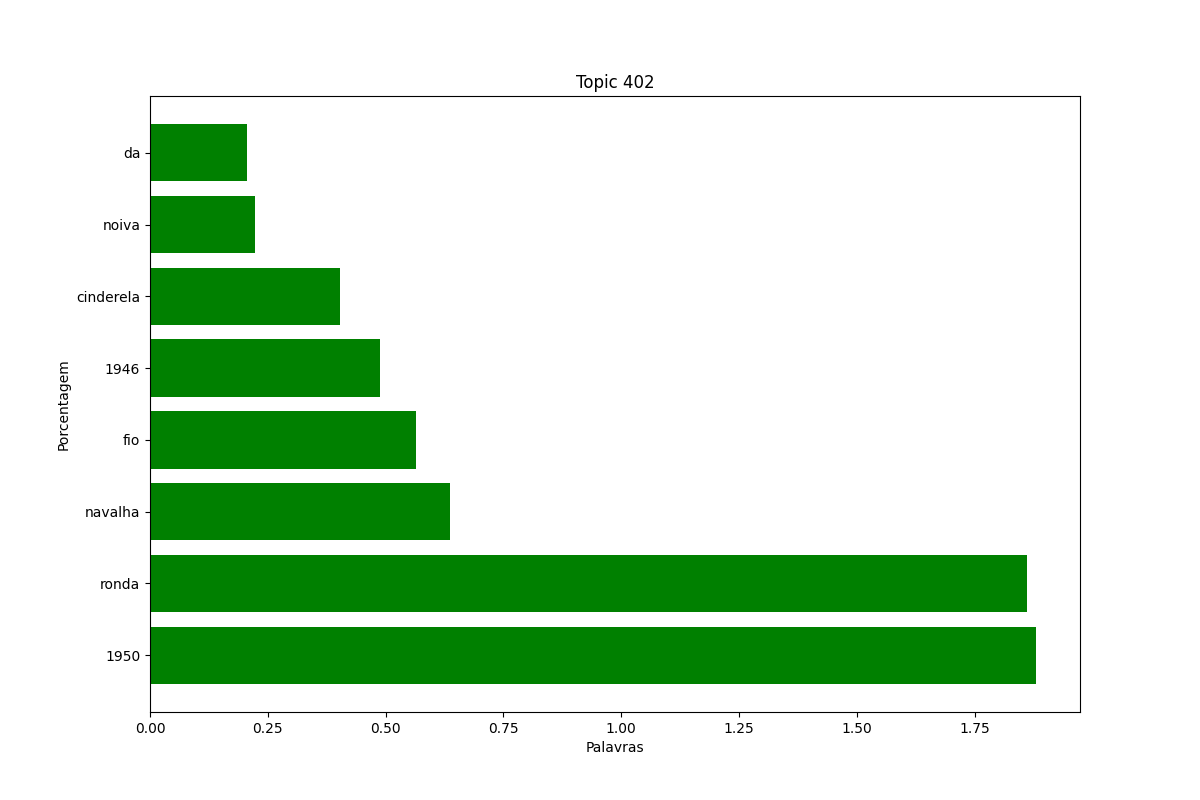 Topic 402
da
noiva
cinderela
1946
fio
navalha
ronda
1950
Porcentagem
0.00 0.25 0.50 0.75 1.00 1.25 1.50 1.75
Palavras